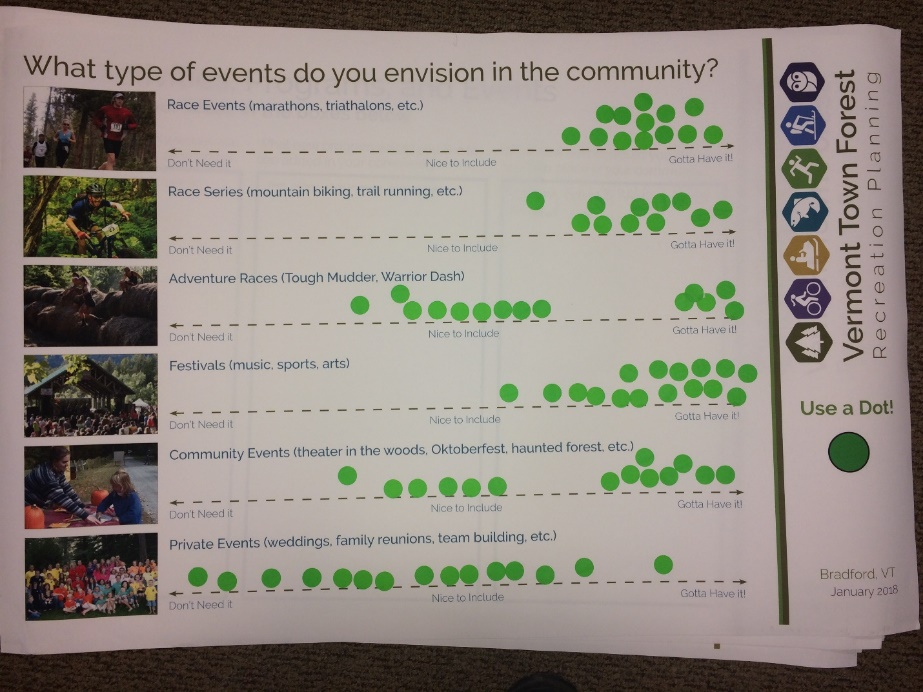 What type of events do you envision in the community?
Race Events (marathons, triathalons, etc.)
Don't Need it Nice to Include Gotta Have it!
Race Series (mountain biking, trail running, etc.)
Don't Need it Nice to Include Gotta Have it!
Adventure Races (Tough Mudder, Warrior Dash)
Don't Need it Nice to Include Gotta Have it!
Festivals (music, sports, arts)
Don't Need it Nice to Include Gotta Have it!
Community Events (theater in the woods, Oktoberfest, haunted forest, etc.)
Don't Need it Nice to Include Gotta Have it!
Private Events (weddings, family reunions, team building, etc.)
Don't Need it Nice to Include Gotta Have it!
Vermont Town Forest
Recreation Planning
Use a Dot!
Bradford, VT
January 2018